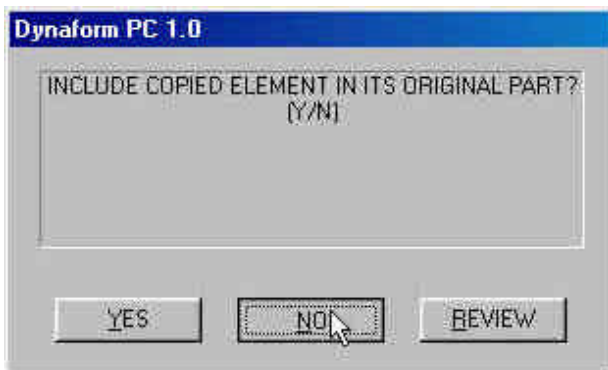 Dynaform PC 1.0
INCLUDE COPIED ELEMENT IN ITS ORIGINAL PART?
(Y/N)
YES
NO
REVIEW